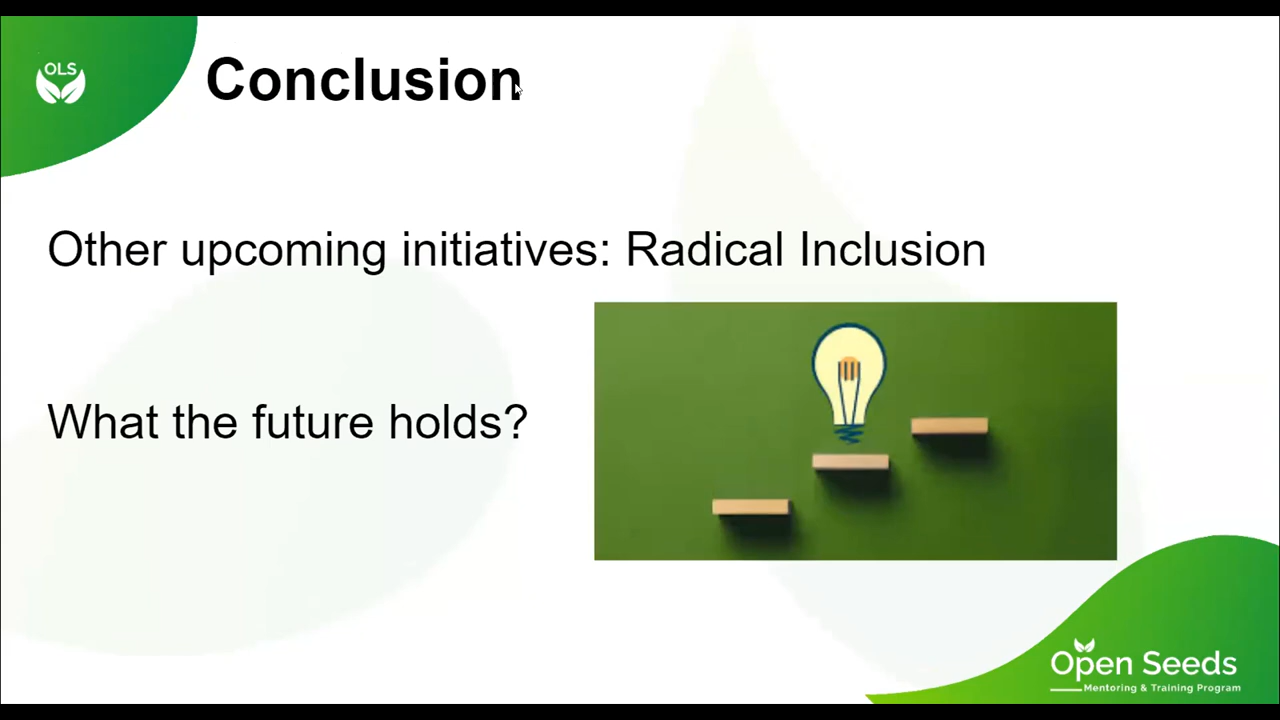 OLS
Conclusion
Other upcoming initiatives: Radical Inclusion
What the future holds?
Open Seeds
Mentoring & Training Program